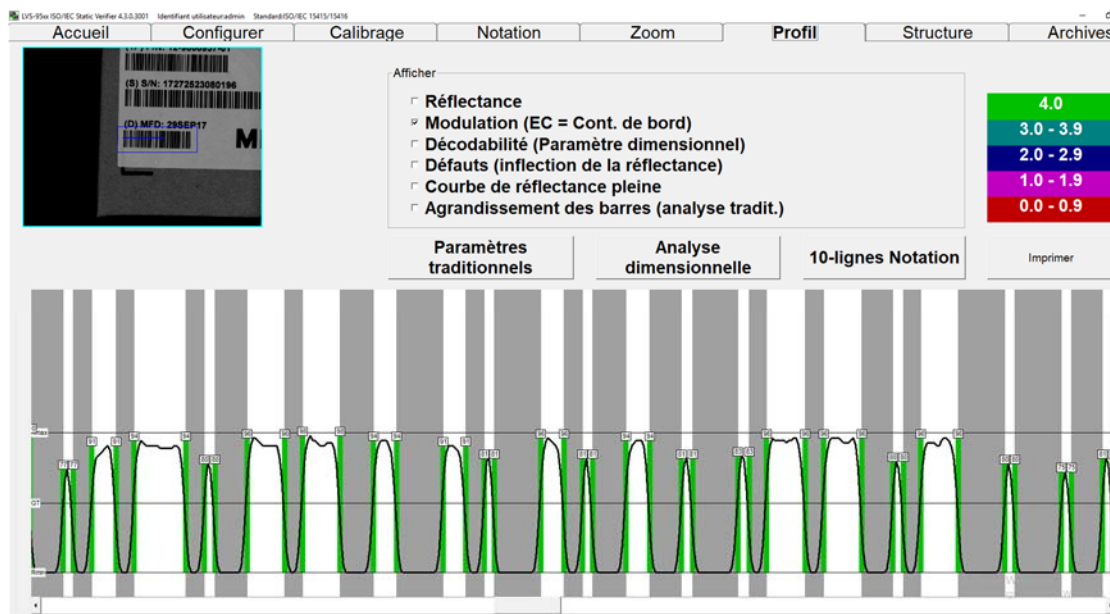 LVS-95xx ISO/IEC Static Verifier 4.3.0.3001 Identifiant utilisateur:admin Standard:ISO/IEC 15415/15416
Accueil Configurer Calibrage Notation Zoom Profil Structure Archives
(S) S/N: 17272523080196
(D) MFD: 29SEP17
Afficher
Réflectance
Modulation (EC = Cont. de bord)
Décodabilité (Paramètre dimensionnel)
Défauts (inflection de la réflectance)
Courbe de réflectance pleine
Agrandissement des barres (analyse tradit.)
4.0
3.0 - 3.9
2.0 - 2.9
1.0 - 1.9
0.0 - 0.9
Paramètres traditionnels
Analyse dimensionnelle
10-lignes Notation
Imprimer